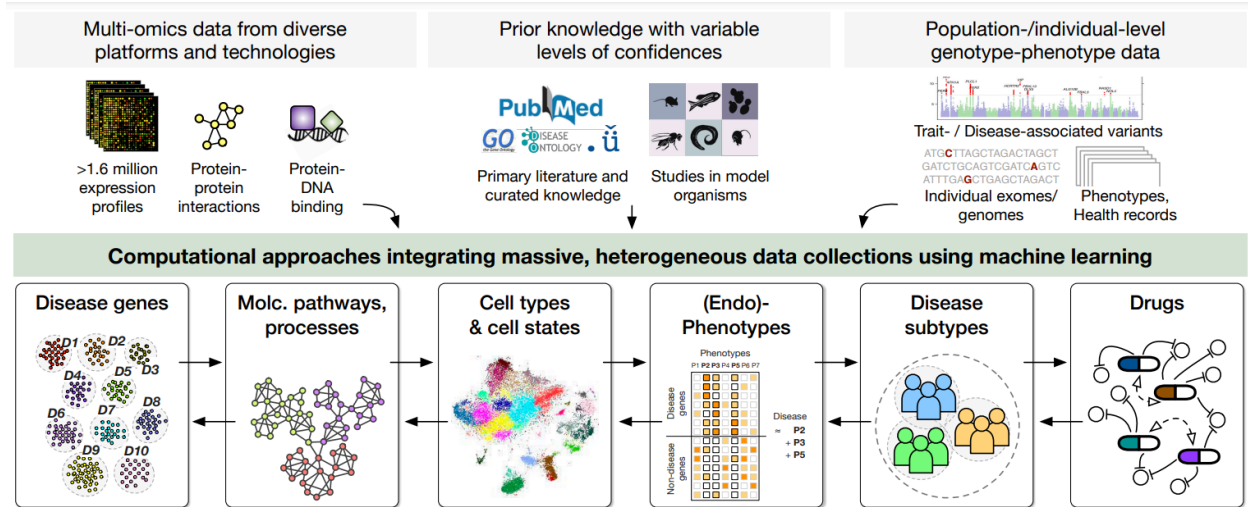 Multi-omics data from diverse
platforms and technologies
Prior knowledge with variable
levels of confidences
Population-/individual-level
genotype-phenotype data
>1.6 million
expression
profiles
Protein-
protein
interactions
Protein-
DNA
binding
PubMed
GO
the Gene Ontology
DISEASE
ONTOLOGY
ǔ
Primary literature and
curated knowledge
Studies in model
organisms
Trait- / Disease-associated variants
ATGCTTAGCTAGACTAGCT
GATCTGCAGTCGATCAGTC
ATTTGAGCTGAGCTAGACT
Individual exomes/
genomes
Phenotypes,
Health records
Computational approaches integrating massive, heterogeneous data collections using machine learning
Disease genes
D1
D2
D3
D4
D5
D6
D7
D8
D9
D10
Molc. pathways,
processes
Cell types
& cell states
(Endo)-
Phenotypes
Phenotypes
P1 P2 P3 P4 P5 P6 P7
Disease
genes
Non-disease
genes
Disease
≈ P2
+ P3
+ P5
Disease
subtypes
Drugs